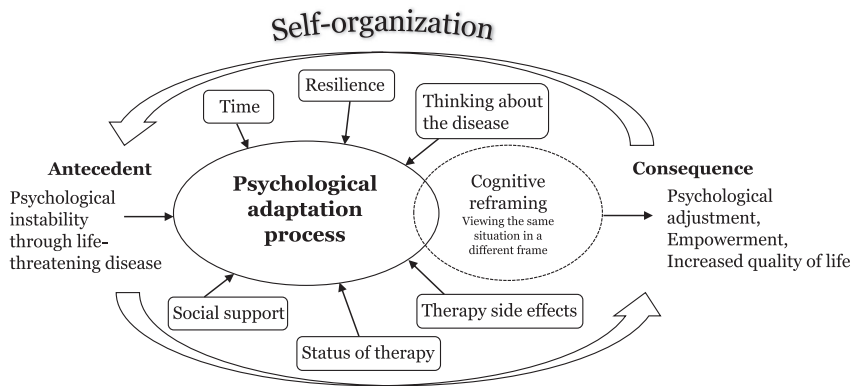 Self-organization
Resilience
Time
Thinking about
the disease
Antecedent
Psychological
instability
through life-
threatening disease
Psychological
adaptation
process
Cognitive
reframing
Viewing the same
situation in a
different frame
Consequence
Psychological
adjustment,
Empowerment,
Increased quality of life
Social support
Therapy side effects
Status of therapy